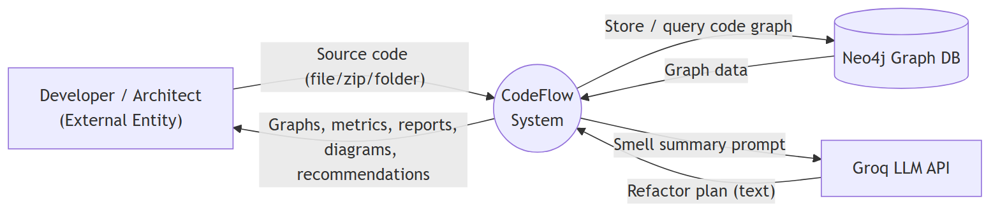 Developer / Architect
(External Entity)
Source code
(file/zip/folder)
Graphs, metrics, reports,
diagrams,
recommendations
CodeFlow
System
Store / query code graph
Graph data
Neo4j Graph DB
Smell summary prompt
Refactor plan (text)
Groq LLM API